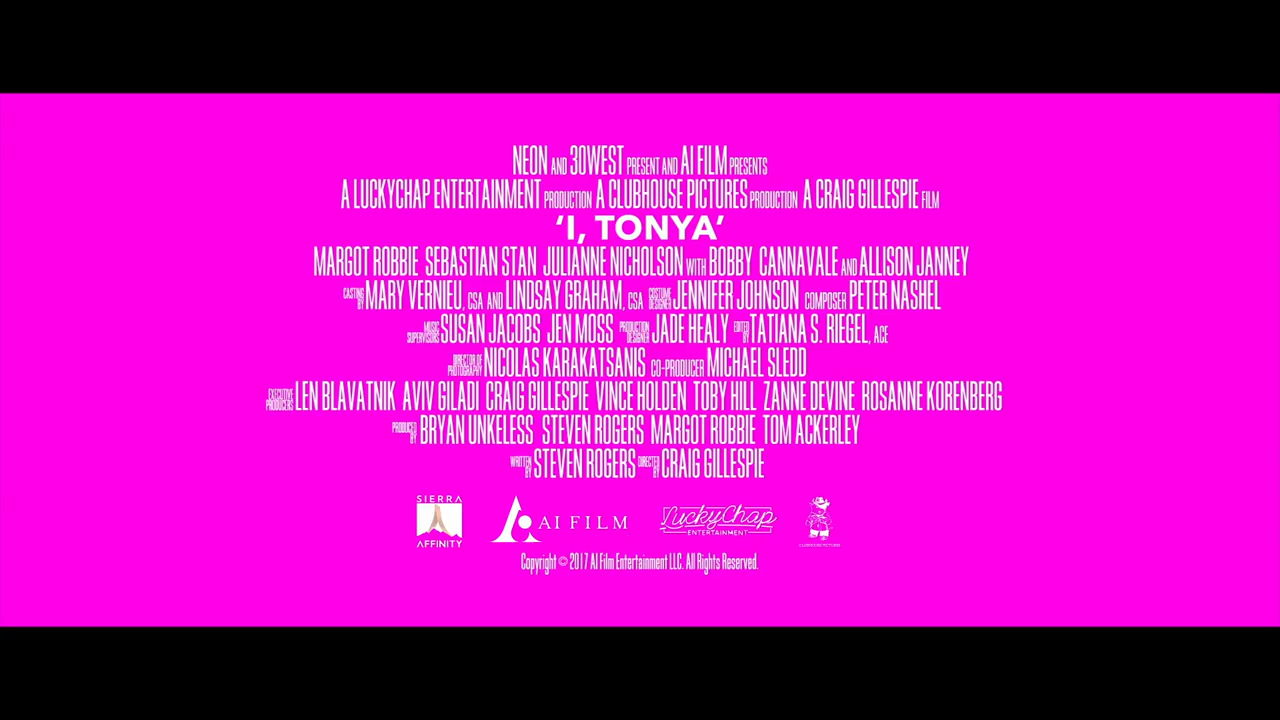 NEON AND 30WEST PRESENT AND AI FILM PRESENTS
A LUCKYCHAP ENTERTAINMENT PRODUCTION A CLUBHOUSE PICTURES PRODUCTION A CRAIG GILLESPIE FILM
‘I, TONYA’
MARGOT ROBBIE SEBASTIAN STAN JULIANNE NICHOLSON WITH BOBBY CANNAVALE AND ALLISON JANNEY
CASTING BY MARY VERNIEU, CSA AND LINDSAY GRAHAM, CSA COSTUME DESIGNER JENNIFER JOHNSON COMPOSER PETER NASHEL
MUSIC SUPERVISORS SUSAN JACOBS JEN MOSS PRODUCTION DESIGNER JADE HEALY EDITED BY TATIANA S. RIEGEL, ACE
DIRECTOR OF PHOTOGRAPHY NICOLAS KARAKATSANIS CO-PRODUCER MICHAEL SLEDD
EXECUTIVE PRODUCERS LEN BLAVATNIK AVIV GILADI CRAIG GILLESPIE VINCE HOLDEN TOBY HILL ZANNE DEVINE ROSANNE KORENBERG
PRODUCED BY BRYAN UNKELESS STEVEN ROGERS MARGOT ROBBIE TOM ACKERLEY
WRITTEN BY STEVEN ROGERS DIRECTED BY CRAIG GILLESPIE
SIERRA AFFINITY
AI FILM
LuckyChap ENTERTAINMENT
CLUBHOUSE PICTURES
Copyright © 2017 AI Film Entertainment LLC. All Rights Reserved.